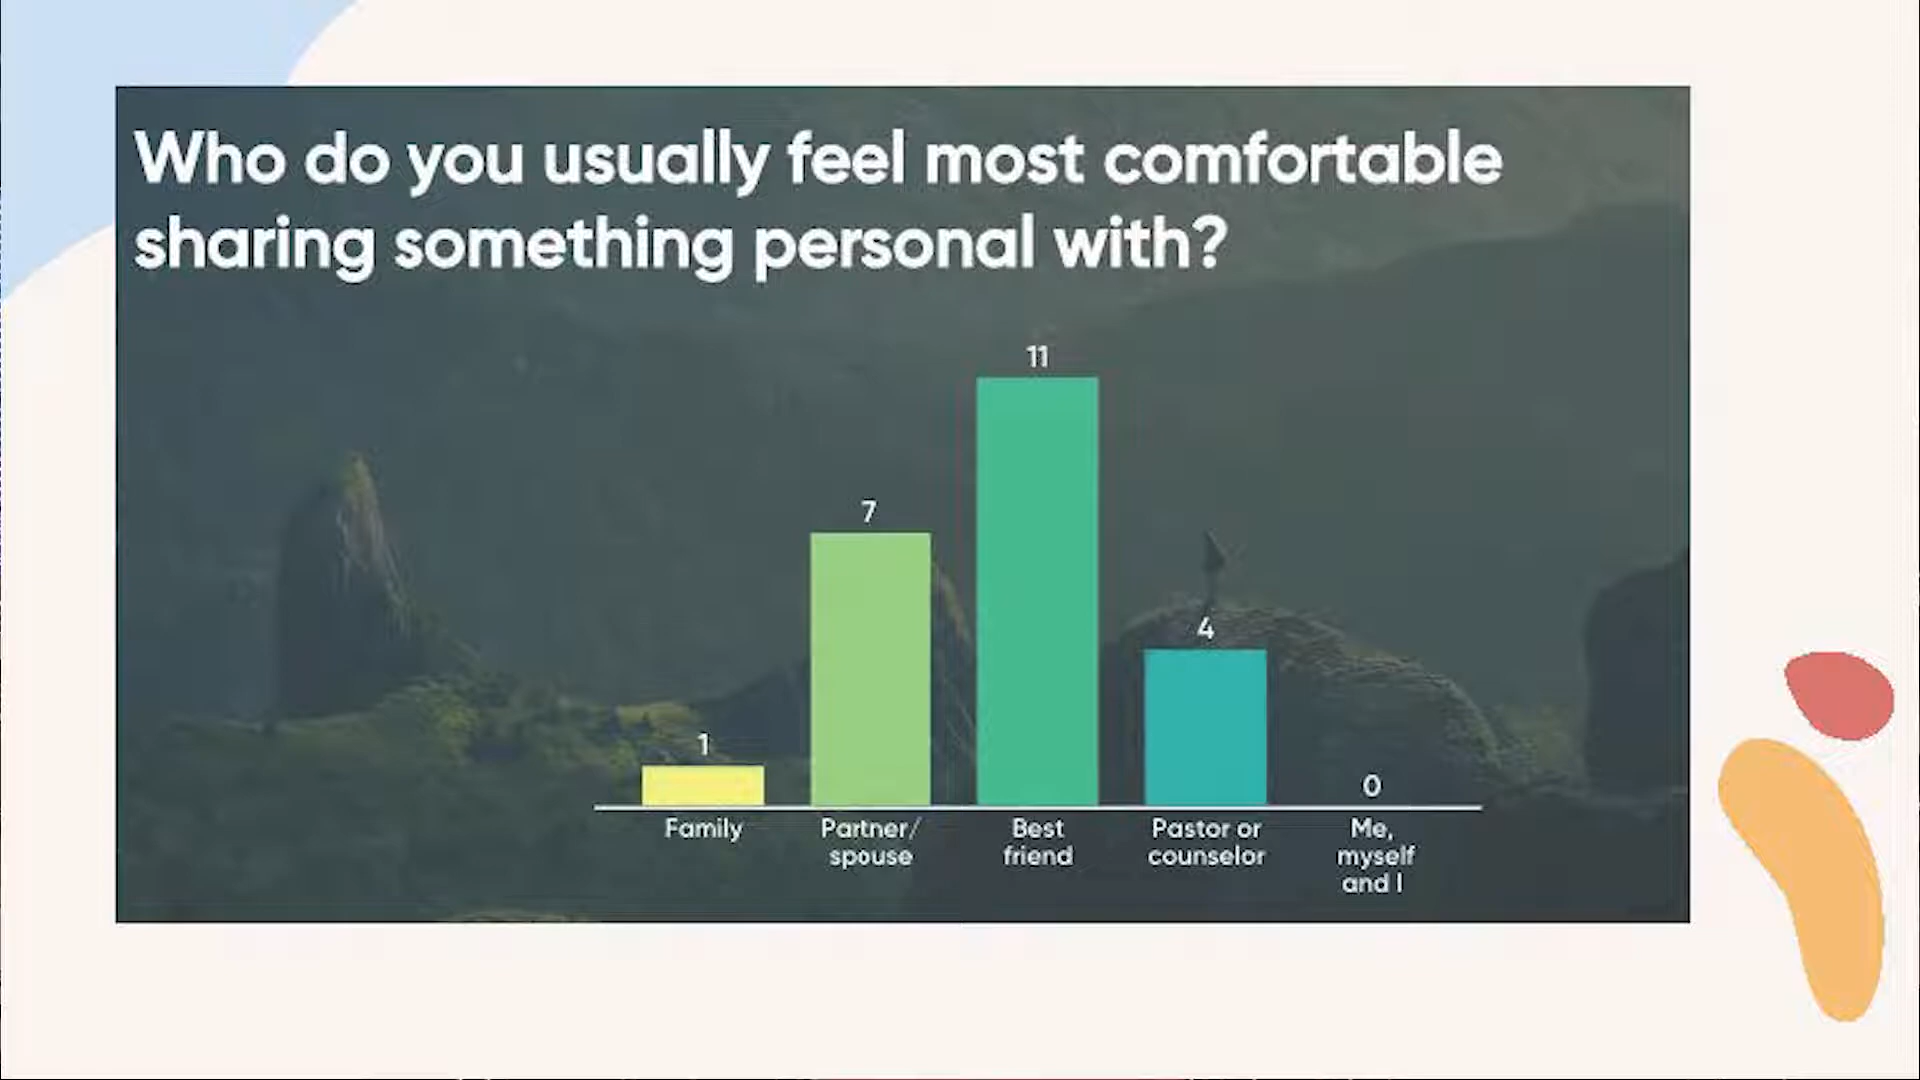 Who do you usually feel most comfortable
sharing something personal with?
11
7
4
1
0
Family
Partner/
spouse
Best
friend
Pastor or
counselor
Me,
myself
and I